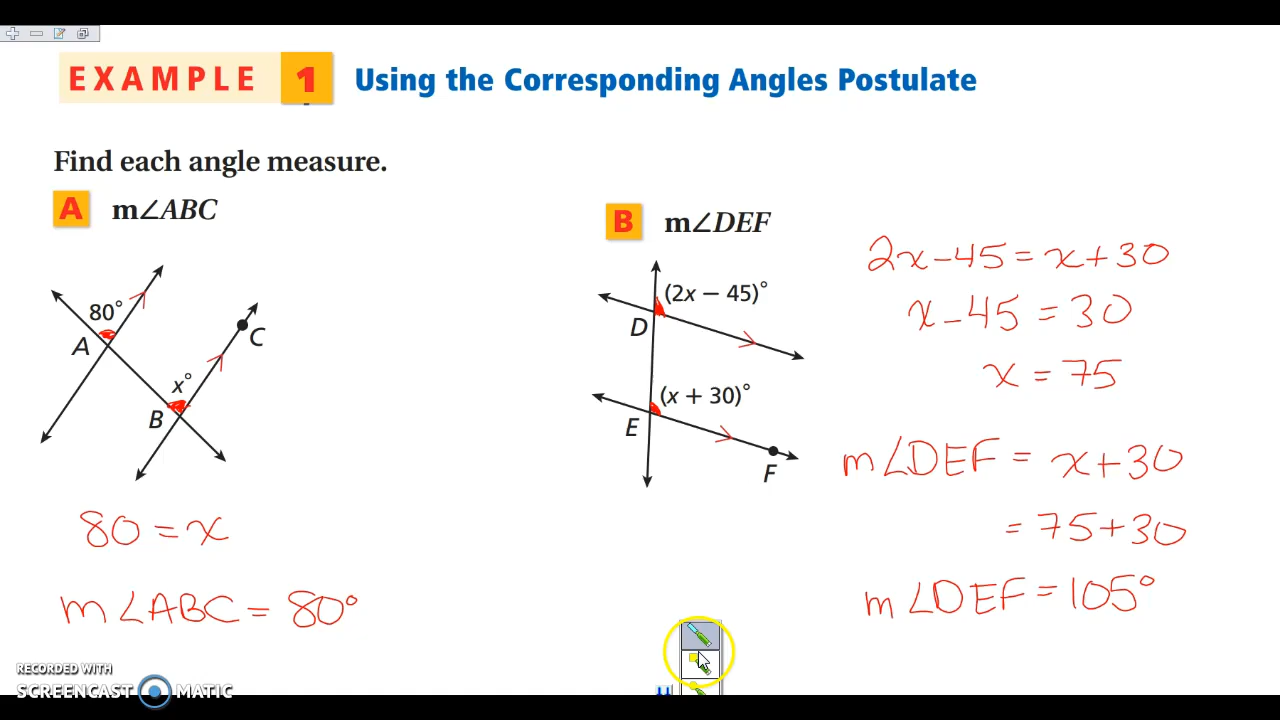 EXAMPLE 1 Using the Corresponding Angles Postulate
Find each angle measure.
A m∠ABC
80°
A
C
x°
B
80 = x
m∠ABC = 80°
B m∠DEF
(2x − 45)°
D
(x + 30)°
E
F
2x − 45 = x + 30
x − 45 = 30
x = 75
m∠DEF = x + 30
= 75 + 30
m∠DEF = 105°
RECORDED WITH
SCREENCAST MATIC